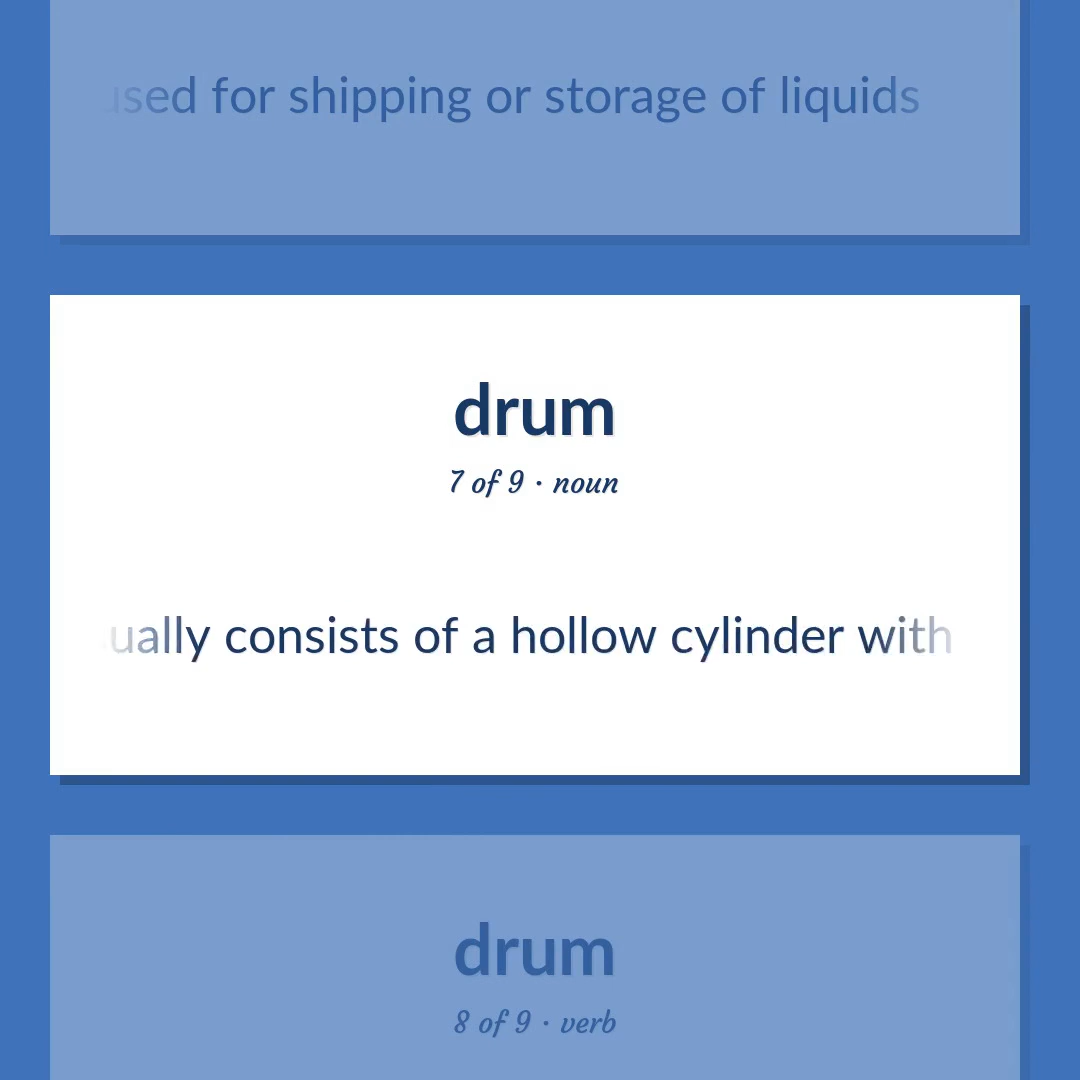 used for shipping or storage of liquids
drum
7 of 9 · noun
ually consists of a hollow cylinder with
drum
8 of 9 · verb